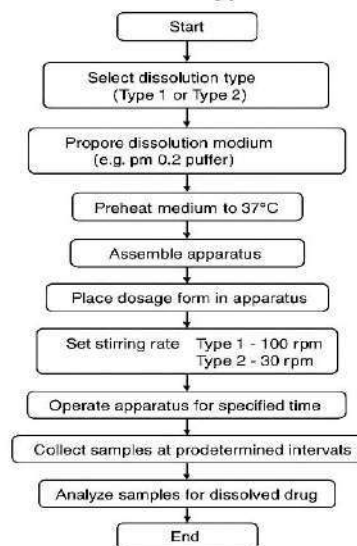 Start
Select dissolution type
(Type 1 or Type 2)
Propore dissolution modium
(e.g. pm 0.2 puffer)
Preheat medium to 37°C
Assemble apparatus
Place dosage form in apparatus
Set stirring rate Type 1 - 100 rpm
Type 2 - 30 rpm
Operate apparatus for specified time
Collect samples at prodetermined intervals
Analyze samples for dissolved drug
End